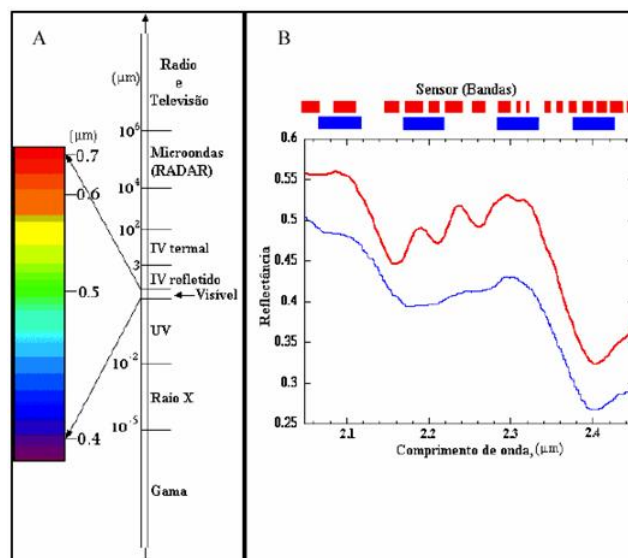 A
(μm)
Radio
e
Televisão
10⁶
Microondas
(RADAR)
10⁴
10²
IV termal
3
IV refletido
Visível
UV
10⁻²
Raio X
10⁻⁵
Gama
(μm)
0.7
0.6
0.5
0.4
B
Sensor (Bandas)
0.6
0.55
0.5
0.45
0.4
0.35
0.3
0.25
Reflectância
2.1 2.2 2.3 2.4
Comprimento de onda, (μm)